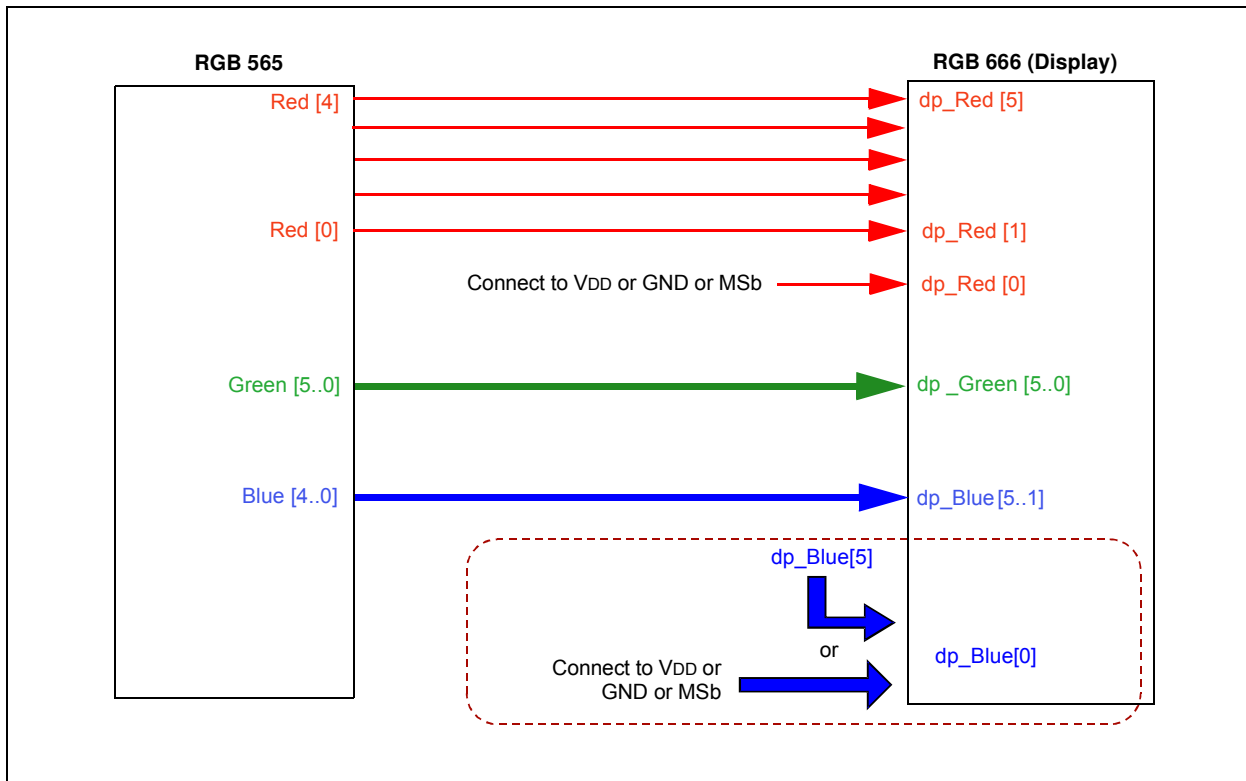 RGB 565
RGB 666 (Display)
Red [4]
dp_Red [5]
Red [0]
dp_Red [1]
Connect to VDD or GND or MSb
dp_Red [0]
Green [5..0]
dp _Green [5..0]
Blue [4..0]
dp_Blue [5..1]
dp_Blue[5]
or
dp_Blue[0]
Connect to VDD or
GND or MSb